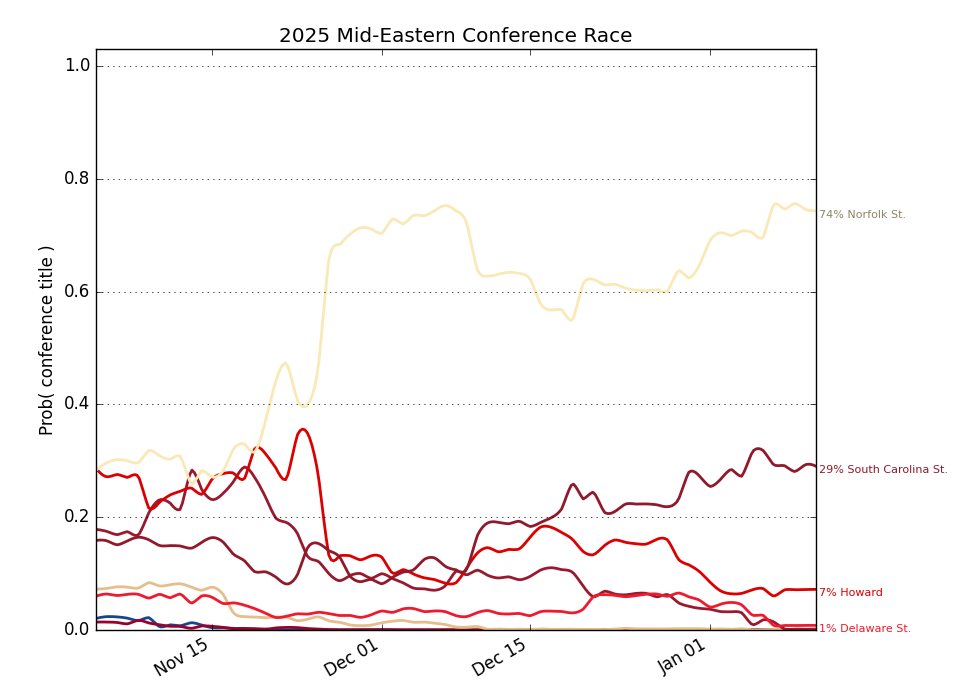 2025 Mid-Eastern Conference Race
Prob( conference title )
1.0
0.8
0.6
0.4
0.2
0.0
Nov 15
Dec 01
Dec 15
Jan 01
74% Norfolk St.
29% South Carolina St.
7% Howard
1% Delaware St.